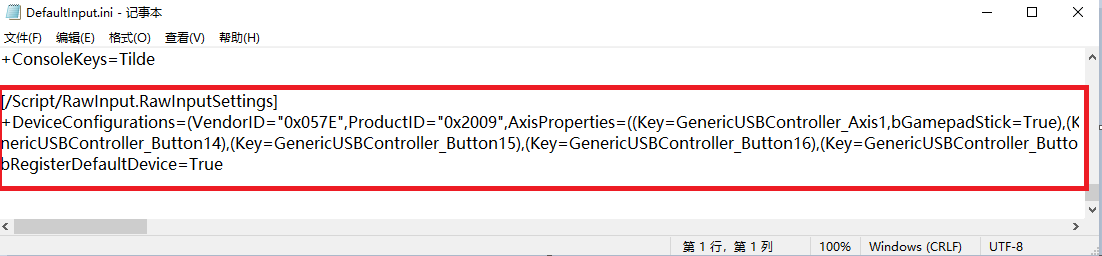 DefaultInput.ini - 记事本
文件(F) 编辑(E) 格式(O) 查看(V) 帮助(H)
+ConsoleKeys=Tilde
[/Script/RawInput.RawInputSettings]
+DeviceConfigurations=(VendorID="0x057E",ProductID="0x2009",AxisProperties=((Key=GenericUSBController_Axis1,bGamepadStick=True),(K
nericUSBController_Button14),(Key=GenericUSBController_Button15),(Key=GenericUSBController_Button16),(Key=GenericUSBController_Butto
bRegisterDefaultDevice=True
第 1 行，第 1 列 100% Windows (CRLF) UTF-8